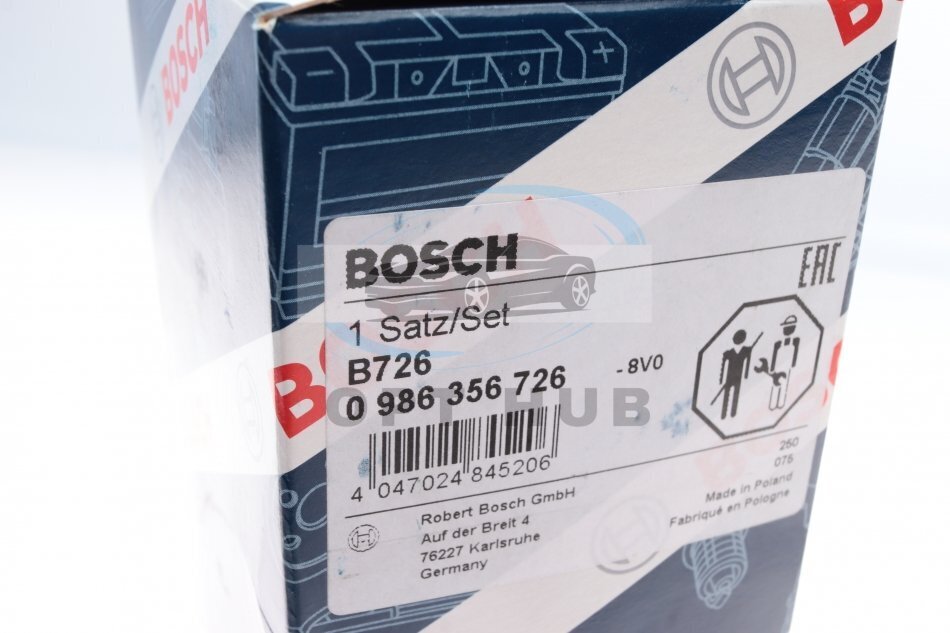 BOSCH
BOSCH
1 Satz/Set
B726
0 986 356 726
- 8V0
EAC
OPT HUB
4 047024 845206
250
075
Made in Poland
Fabriqué en Pologne
Robert Bosch GmbH
Auf der Breit 4
76227 Karlsruhe
Germany